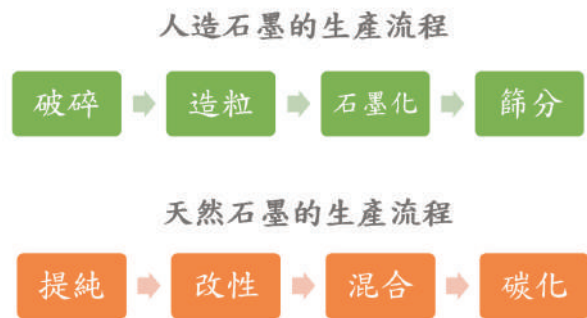 人造石墨的生產流程
破碎 造粒 石墨化 篩分
天然石墨的生產流程
提純 改性 混合 碳化